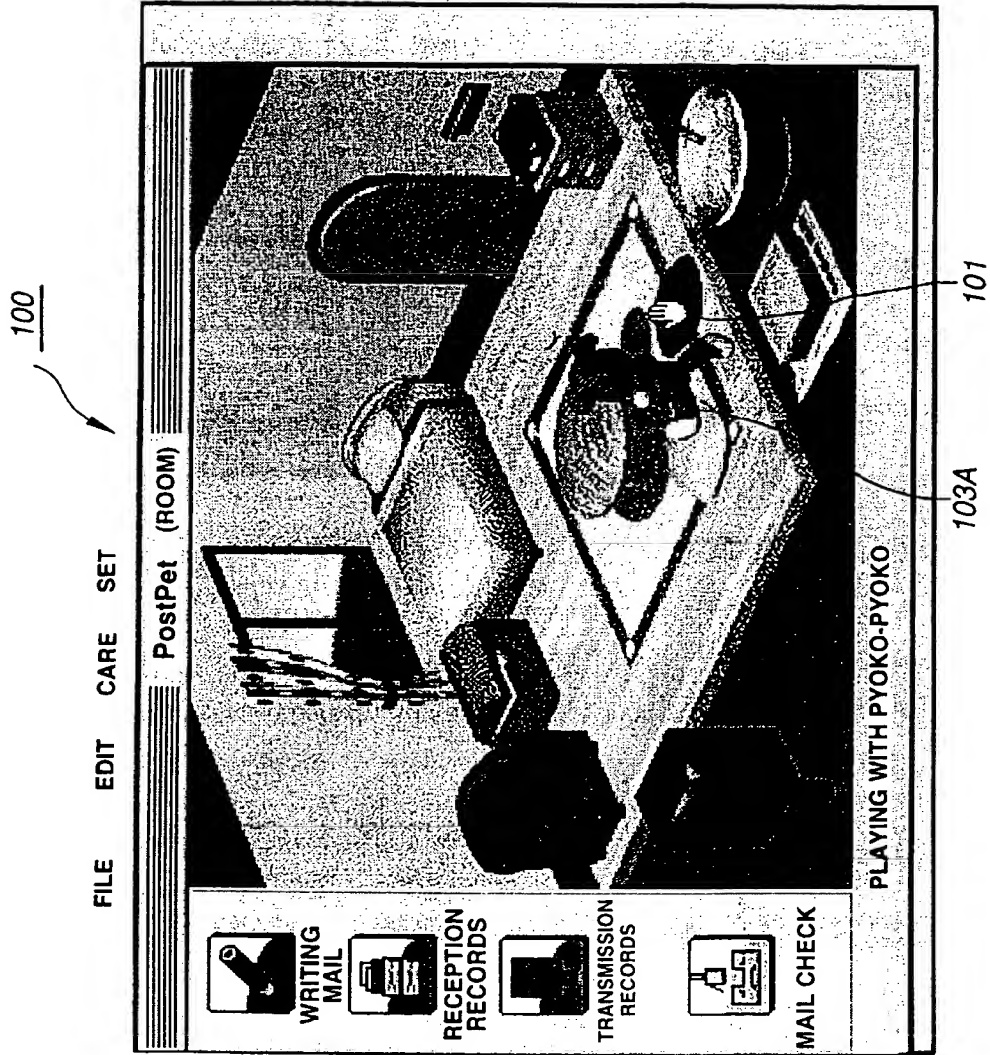 100
FILE EDIT CARE SET
PostPet (ROOM)
WRITING
MAIL
RECEPTION
RECORDS
TRANSMISSION
RECORDS
MAIL CHECK
PLAYING WITH PYOKO-PYOKO
103A
101